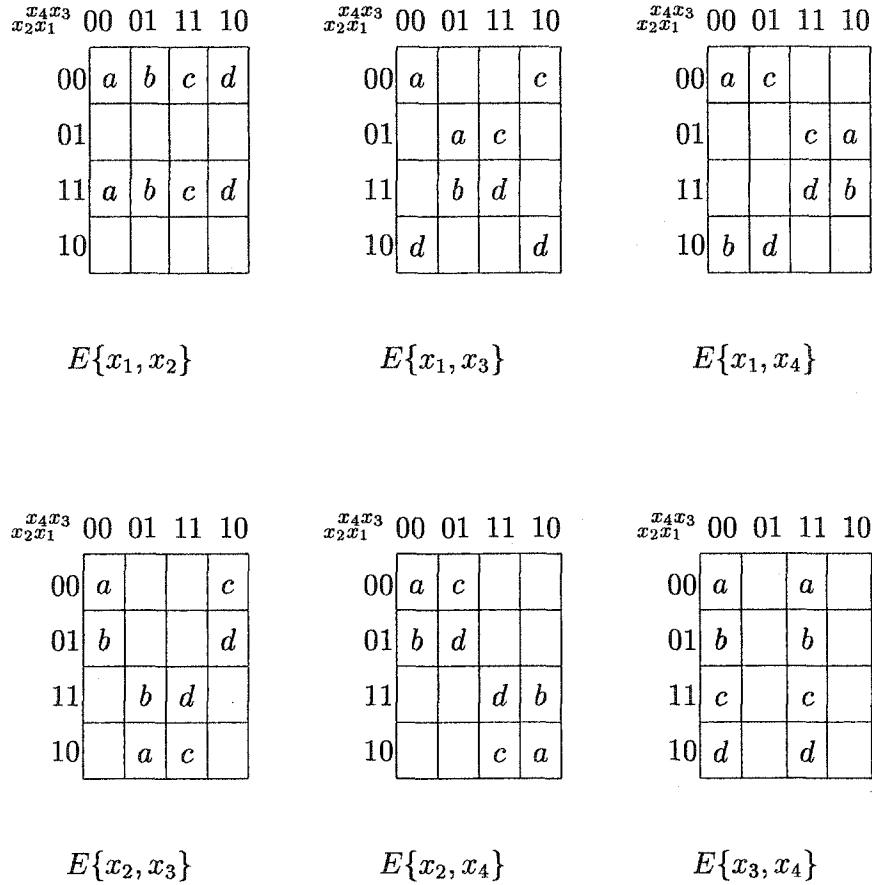 x4x3 00 01 11 10 x4x3 00 01 11 10 x4x3 00 01 11 10
x2x1 x2x1 x2x1
00 a b c d 00 a c 00 a c
01 01 a c 01 c a
11 a b c d 11 b d 11 d b
10 10 d d 10 b d
E{x1, x2} E{x1, x3} E{x1, x4}
x4x3 00 01 11 10 x4x3 00 01 11 10 x4x3 00 01 11 10
x2x1 x2x1 x2x1
00 a c 00 a c 00 a a
01 b d 01 b d 01 b b
11 b d 11 d b 11 c c
10 a c 10 c a 10 d d
E{x2, x3} E{x2, x4} E{x3, x4}